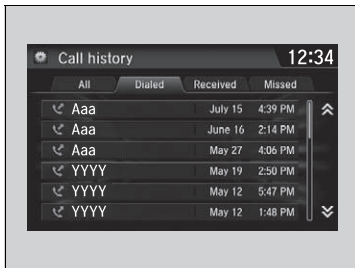 Call history 12:34
All Dialed Received Missed
Aaa July 15 4:39 PM
Aaa June 16 2:14 PM
Aaa May 27 4:06 PM
YYYY May 19 2:50 PM
YYYY May 12 5:47 PM
YYYY May 12 1:48 PM